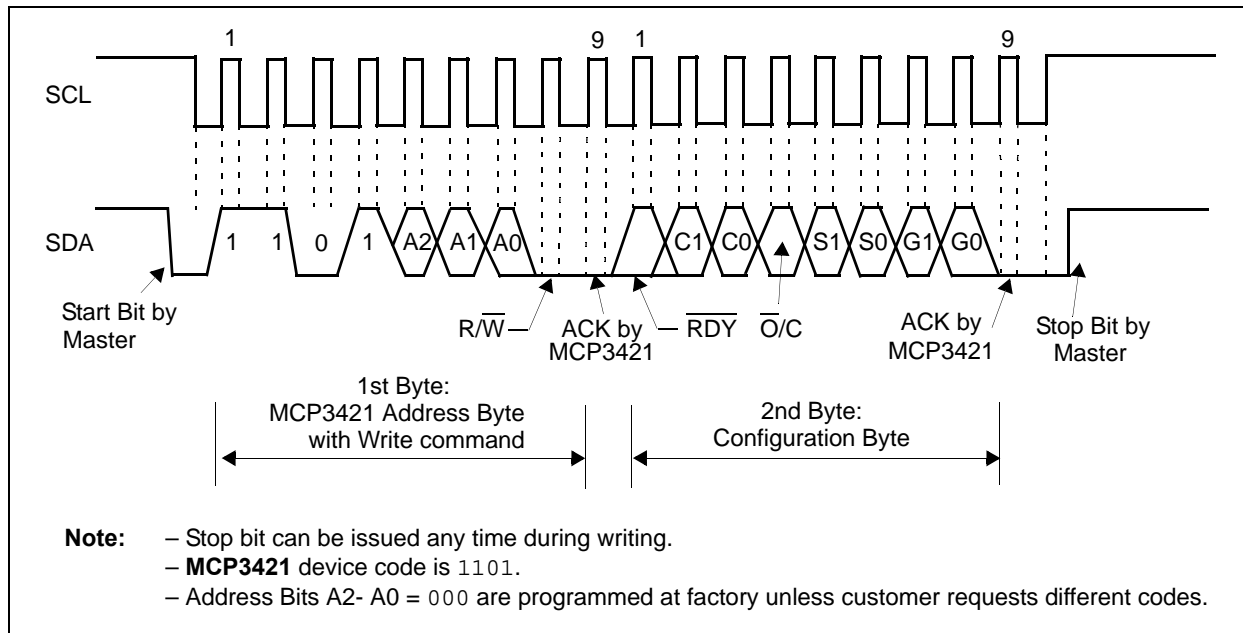 1 9 1 9
SCL
SDA 1 1 0 1 A2 A1 A0 C1 C0 S1 S0 G1 G0
Start Bit by
Master
R/W̅
ACK by
MCP3421
R̅D̅Y̅
O̅/C
ACK by
MCP3421
Stop Bit by
Master
1st Byte:
MCP3421 Address Byte
with Write command
2nd Byte:
Configuration Byte
Note: – Stop bit can be issued any time during writing.
– MCP3421 device code is 1101.
– Address Bits A2- A0 = 000 are programmed at factory unless customer requests different codes.